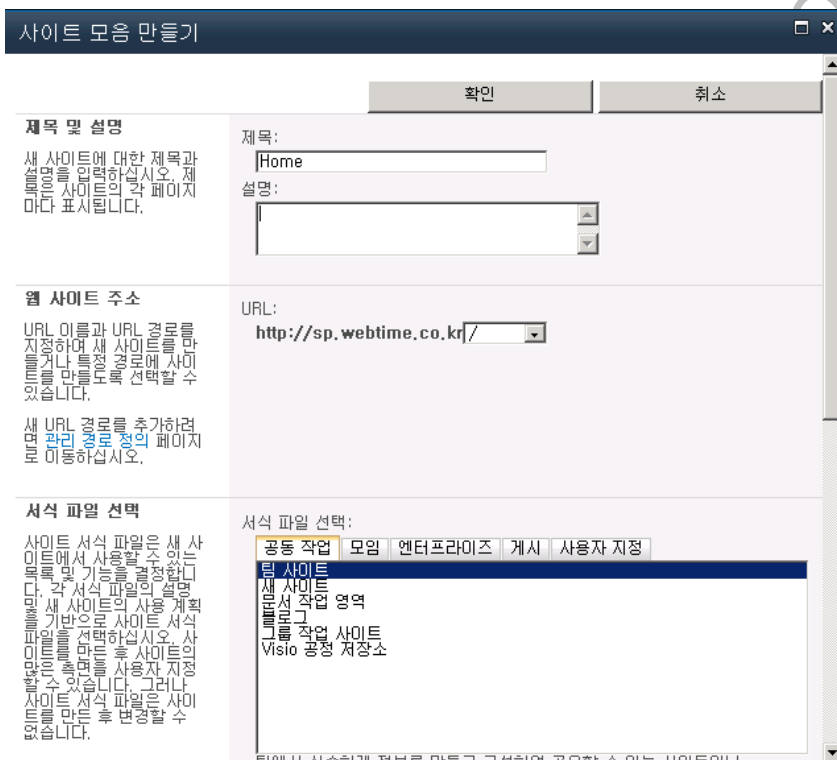 사이트 모음 만들기
확인
취소
제목 및 설명
새 사이트에 대한 제목과
설명을 입력하십시오. 제
목은 사이트의 각 페이지
마다 표시됩니다.
제목:
Home
설명:
웹 사이트 주소
URL 이름과 URL 경로를
지정하여 새 사이트를 만
들거나 특정 경로에 사이
트를 만들도록 선택할 수
있습니다.
새 URL 경로를 추가하려
면 관리 경로 정의 페이지
로 이동하십시오.
URL:
http://sp.webtime.co.kr /
서식 파일 선택
사이트 서식 파일은 새 사
이트에서 사용할 수 있는
목록 및 기능을 결정합니
다. 각 서식 파일의 설명
및 새 사이트의 사용 계획
을 기반으로 사이트 서식
파일을 선택하십시오. 사
이트를 만든 후 사이트의
많은 측면을 사용자 지정
할 수 있습니다. 그러나
사이트 서식 파일은 사이
트를 만든 후 변경할 수
없습니다.
서식 파일 선택:
공동 작업 모임 엔터프라이즈 게시 사용자 지정
팀 사이트
새 사이트
문서 작업 영역
블로그
그룹 작업 사이트
Visio 공정 저장소